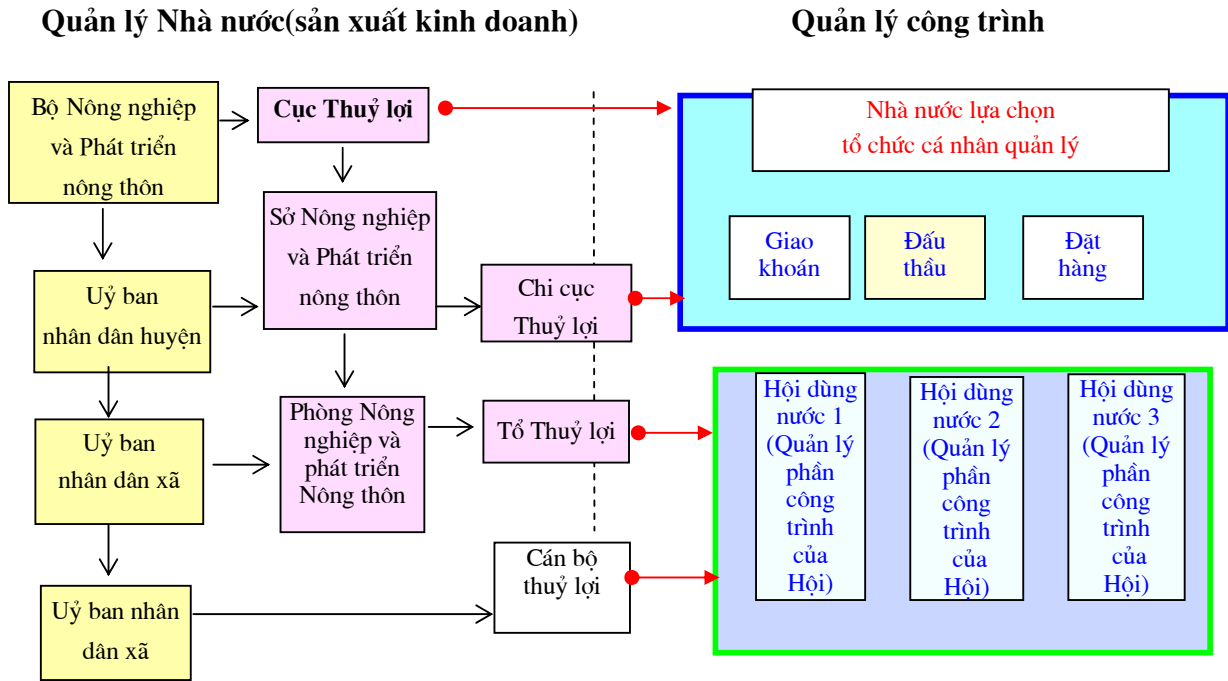 Quản lý Nhà nước(sản xuất kinh doanh)
Quản lý công trình
Bộ Nông nghiệp
và Phát triển
nông thôn
Cục Thuỷ lợi
Nhà nước lựa chọn
tổ chức cá nhân quản lý
Sở Nông nghiệp
và Phát triển
nông thôn
Giao
khoán
Đấu
thầu
Đặt
hàng
Uỷ ban
nhân dân huyện
Chi cục
Thuỷ lợi
Uỷ ban
nhân dân xã
Phòng Nông
nghiệp và
phát triển
Nông thôn
Tổ Thuỷ lợi
Hội dùng
nước 1
(Quản lý
phần
công
trình
của
Hội)
Hội dùng
nước 2
(Quản lý
phần
công
trình
của
Hội)
Hội dùng
nước 3
(Quản lý
phần
công
trình
của
Hội)
Cán bộ
thuỷ lợi
Uỷ ban nhân
dân xã